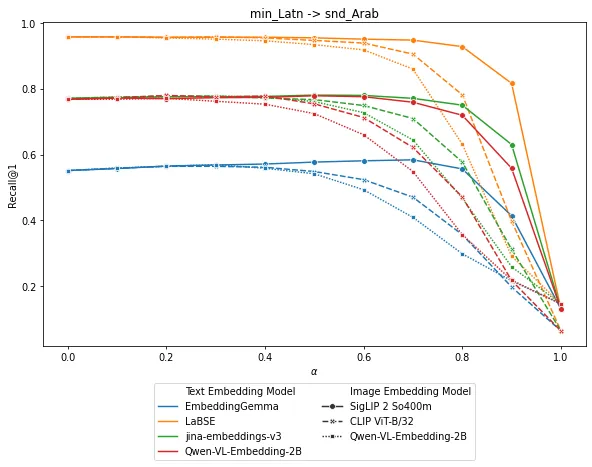 min_Latn -> snd_Arab
Recall@1
1.0
0.8
0.6
0.4
0.2
0.0 0.2 0.4 0.6 0.8 1.0
α
Text Embedding Model Image Embedding Model
EmbeddingGemma SigLIP 2 So400m
LaBSE CLIP ViT-B/32
jina-embeddings-v3 Qwen-VL-Embedding-2B
Qwen-VL-Embedding-2B